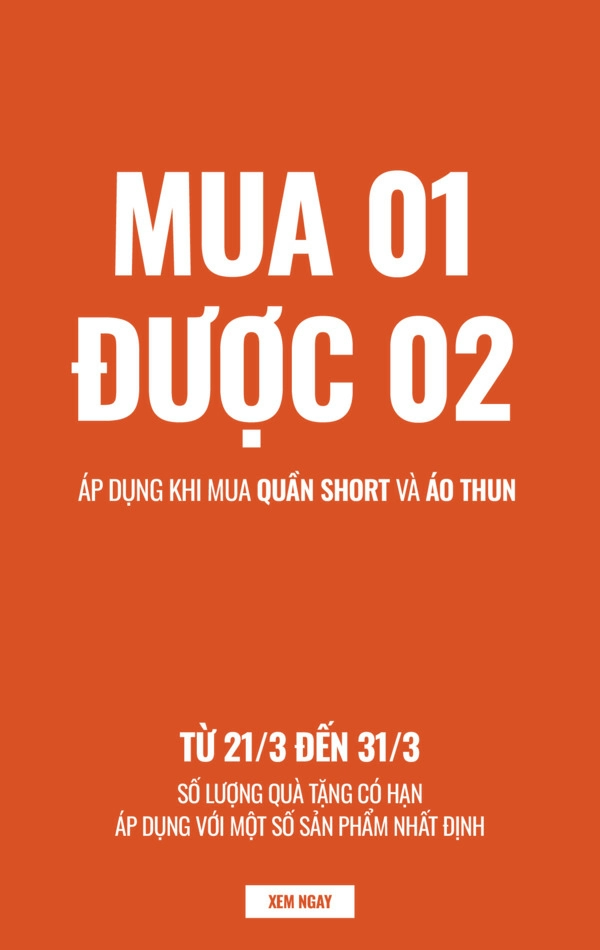 MUA 01
ĐƯỢC 02
ÁP DỤNG KHI MUA QUẦN SHORT VÀ ÁO THUN
TỪ 21/3 ĐẾN 31/3
SỐ LƯỢNG QUÀ TẶNG CÓ HẠN
ÁP DỤNG VỚI MỘT SỐ SẢN PHẨM NHẤT ĐỊNH
XEM NGAY